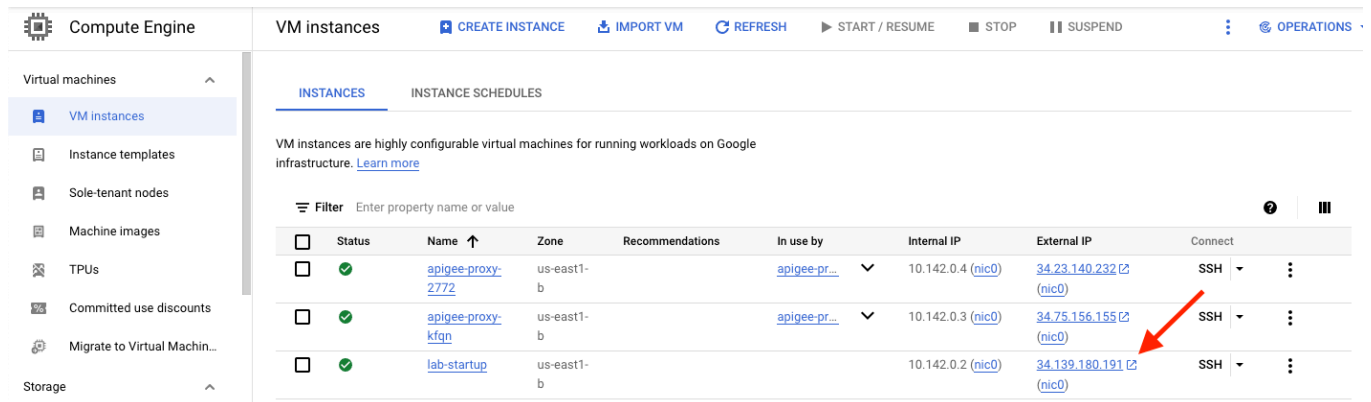 Compute Engine
VM instances
CREATE INSTANCE
IMPORT VM
REFRESH
START / RESUME
STOP
SUSPEND
OPERATIONS
Virtual machines
VM instances
Instance templates
Sole-tenant nodes
Machine images
TPUs
Committed use discounts
Migrate to Virtual Machin...
Storage
INSTANCES
INSTANCE SCHEDULES
VM instances are highly configurable virtual machines for running workloads on Google
infrastructure. Learn more
Filter Enter property name or value
Status Name Zone Recommendations In use by Internal IP External IP Connect
apigee-proxy- us-east1- apigee-pr... 10.142.0.4 (nic0) 34.23.140.232 SSH
2772 b (nic0)
apigee-proxy- us-east1- apigee-pr... 10.142.0.3 (nic0) 34.75.156.155 SSH
kfqn b (nic0)
lab-startup us-east1- 10.142.0.2 (nic0) 34.139.180.191 SSH
b (nic0)